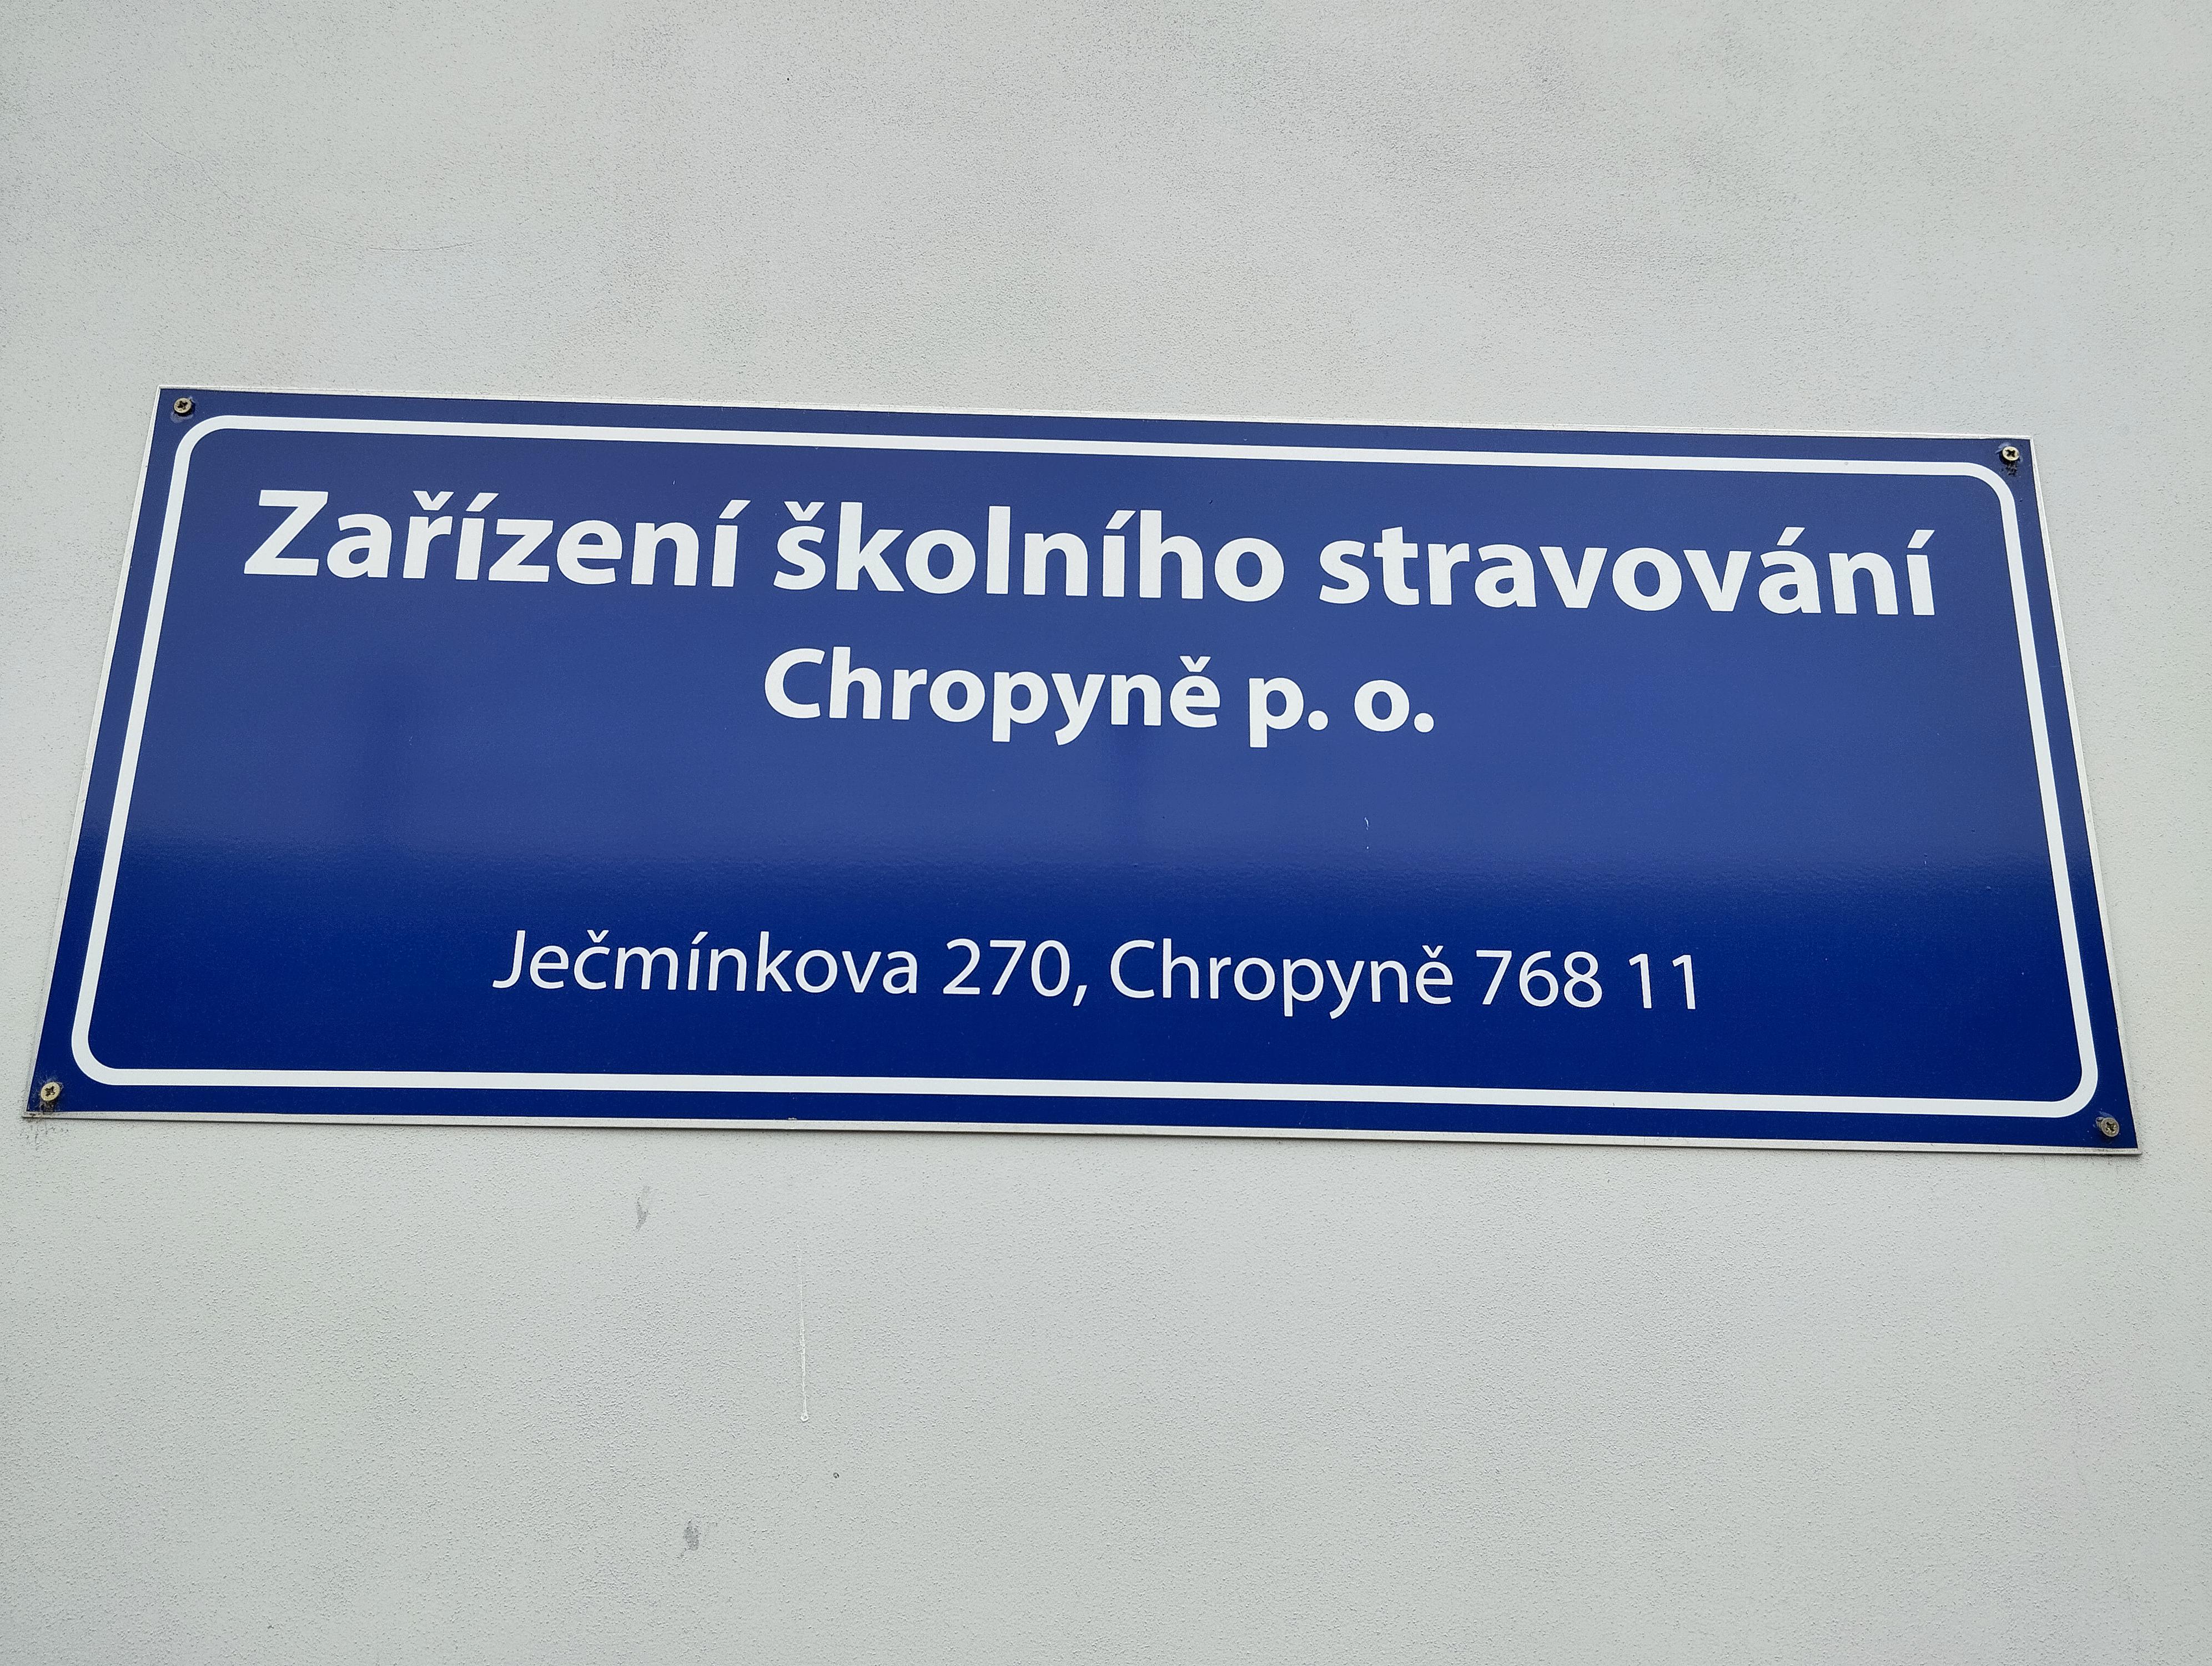 Zařízení školního stravování
Chropyně p. o.
Ječmínkova 270, Chropyně 768 11